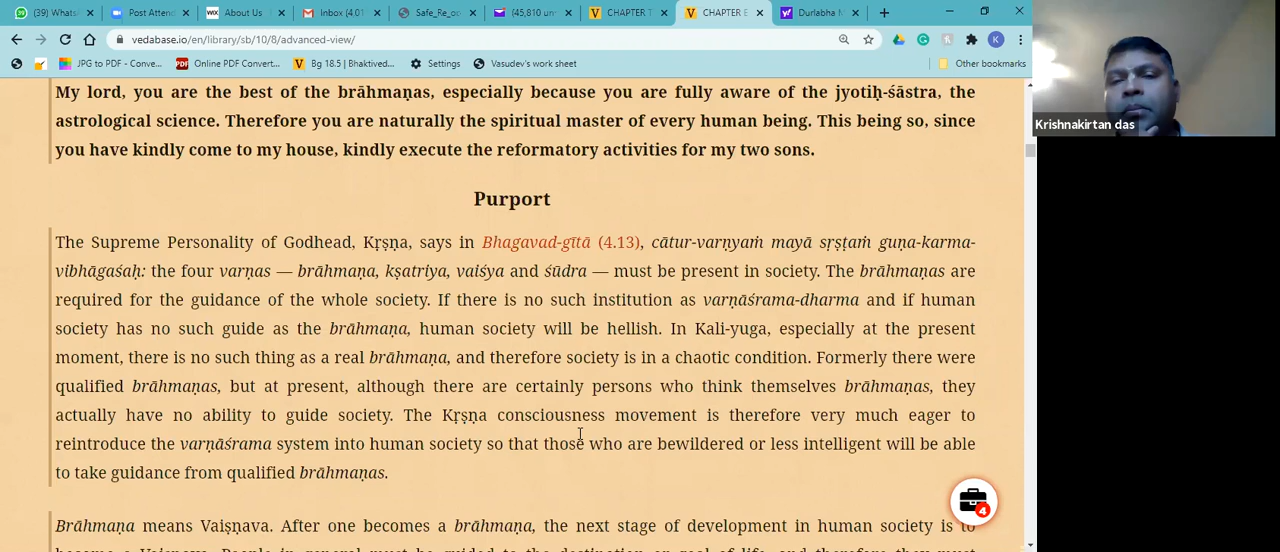 (39) Whats
Post Attend
About Us
Inbox (4,01
Safe_Re_o
(45,810 un
CHAPTER T
CHAPTER E
Durlabha M
vedabase.io/en/library/sb/10/8/advanced-view/
K
JPG to PDF - Conve...
Online PDF Convert...
Bg 18.5 | Bhaktived...
Settings
Vasudev's work sheet
Other bookmarks
Krishnakirtan das
My lord, you are the best of the brāhmaṇas, especially because you are fully aware of the jyotiḥ-śāstra, the
astrological science. Therefore you are naturally the spiritual master of every human being. This being so, since
you have kindly come to my house, kindly execute the reformatory activities for my two sons.
Purport
The Supreme Personality of Godhead, Kṛṣṇa, says in Bhagavad-gītā (4.13), cātur-varṇyaṁ mayā sṛṣṭaṁ guṇa-karma-
vibhāgaśaḥ: the four varṇas — brāhmaṇa, kṣatriya, vaiśya and śūdra — must be present in society. The brāhmaṇas are
required for the guidance of the whole society. If there is no such institution as varṇāśrama-dharma and if human
society has no such guide as the brāhmaṇa, human society will be hellish. In Kali-yuga, especially at the present
moment, there is no such thing as a real brāhmaṇa, and therefore society is in a chaotic condition. Formerly there were
qualified brāhmaṇas, but at present, although there are certainly persons who think themselves brāhmaṇas, they
actually have no ability to guide society. The Kṛṣṇa consciousness movement is therefore very much eager to
reintroduce the varṇāśrama system into human society so that those who are bewildered or less intelligent will be able
to take guidance from qualified brāhmaṇas.
4
Brāhmaṇa means Vaiṣṇava. After one becomes a brāhmaṇa, the next stage of development in human society is to